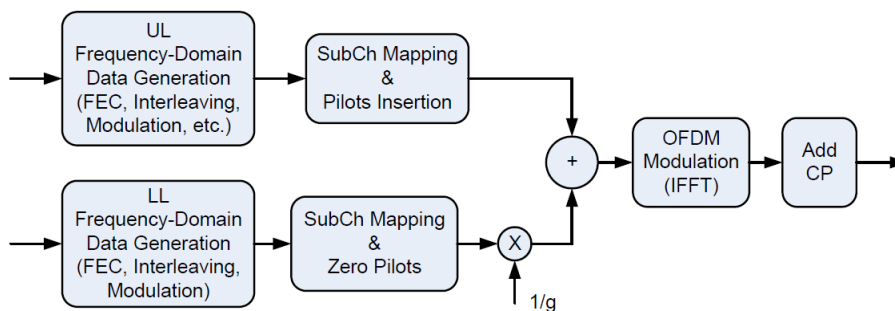 UL
Frequency-Domain
Data Generation
(FEC, Interleaving,
Modulation, etc.)
SubCh Mapping
&
Pilots Insertion
+
OFDM
Modulation
(IFFT)
Add
CP
LL
Frequency-Domain
Data Generation
(FEC, Interleaving,
Modulation)
SubCh Mapping
&
Zero Pilots
X
1/g